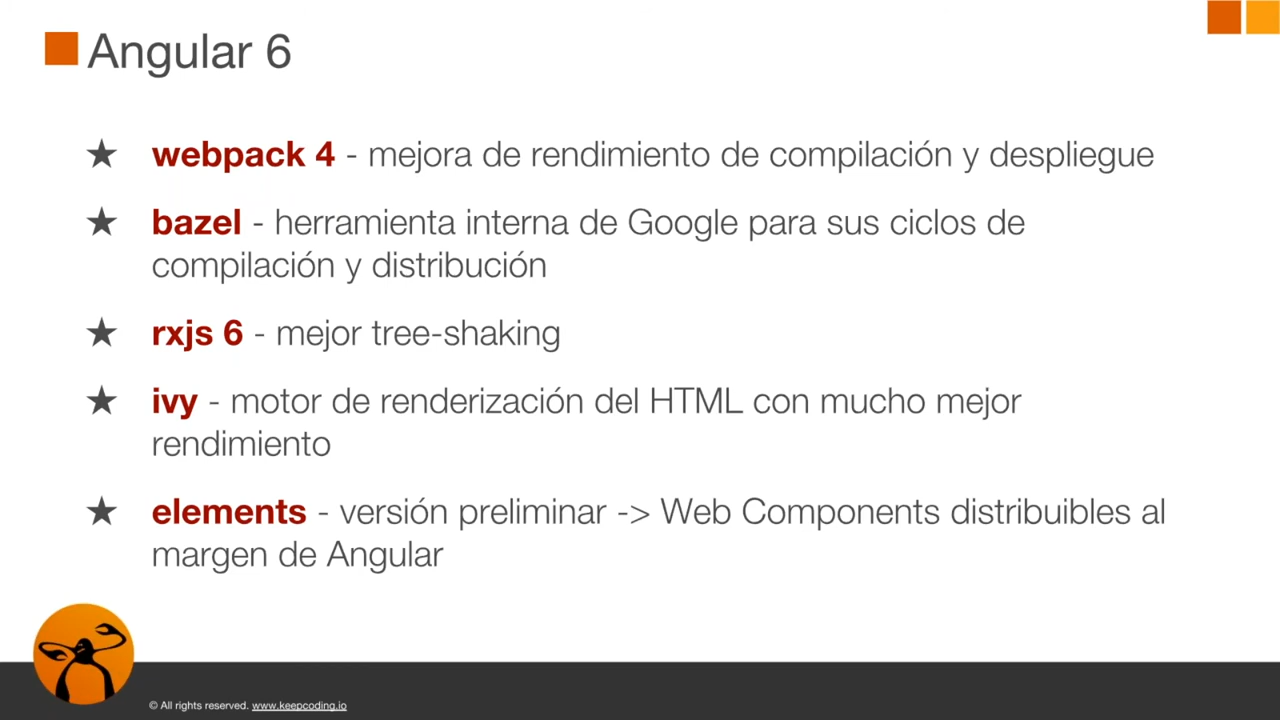 Angular 6
★ webpack 4 - mejora de rendimiento de compilación y despliegue
★ bazel - herramienta interna de Google para sus ciclos de
compilación y distribución
★ rxjs 6 - mejor tree-shaking
★ ivy - motor de renderización del HTML con mucho mejor
rendimiento
★ elements - versión preliminar -> Web Components distribuibles al
margen de Angular
© All rights reserved. www.keepcoding.io